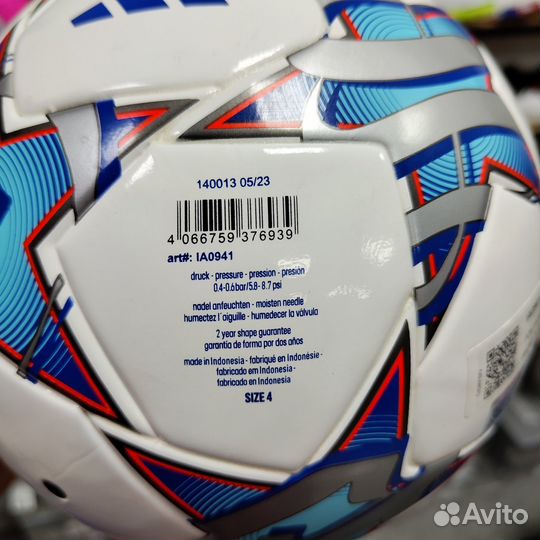 140013 05/23
4 066759 376939
art#: IA0941
druck - pressure - pression - presión
0.4-0.6bar/5.8- 8.7 psi
nadel anfeuchten - moisten needle
humectez l´aiguille - humedecer la válvula
2 year shape guarantee
garantia de forma por dos años
made in Indonesia - fabriqué en Indonésie -
fabricado em Indonesia -
fabricado en Indonesia
SIZE 4
Avito